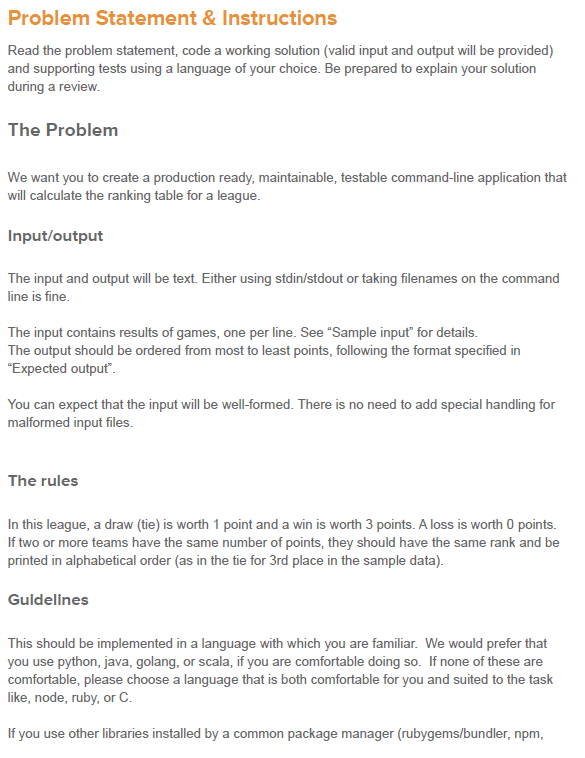 Problem Statement & Instructions
Read the problem statement, code a working solution (valid input and output will be provided)
and supporting tests using a language of your choice. Be prepared to explain your solution
during a review.
The Problem
We want you to create a production ready, maintainable, testable command-line application that
will calculate the ranking table for a league.
Input/output
The input and output will be text. Either using stdin/stdout or taking filenames on the command
line is fine.
The input contains results of games, one per line. See “Sample input” for details.
The output should be ordered from most to least points, following the format specified in
“Expected output”.
You can expect that the input will be well-formed. There is no need to add special handling for
malformed input files.
The rules
In this league, a draw (tie) is worth 1 point and a win is worth 3 points. A loss is worth 0 points.
If two or more teams have the same number of points, they should have the same rank and be
printed in alphabetical order (as in the tie for 3rd place in the sample data).
Guidelines
This should be implemented in a language with which you are familiar.  We would prefer that
you use python, java, golang, or scala, if you are comfortable doing so.  If none of these are
comfortable, please choose a language that is both comfortable for you and suited to the task
like, node, ruby, or C.
If you use other libraries installed by a common package manager (rubygems/bundler, npm,